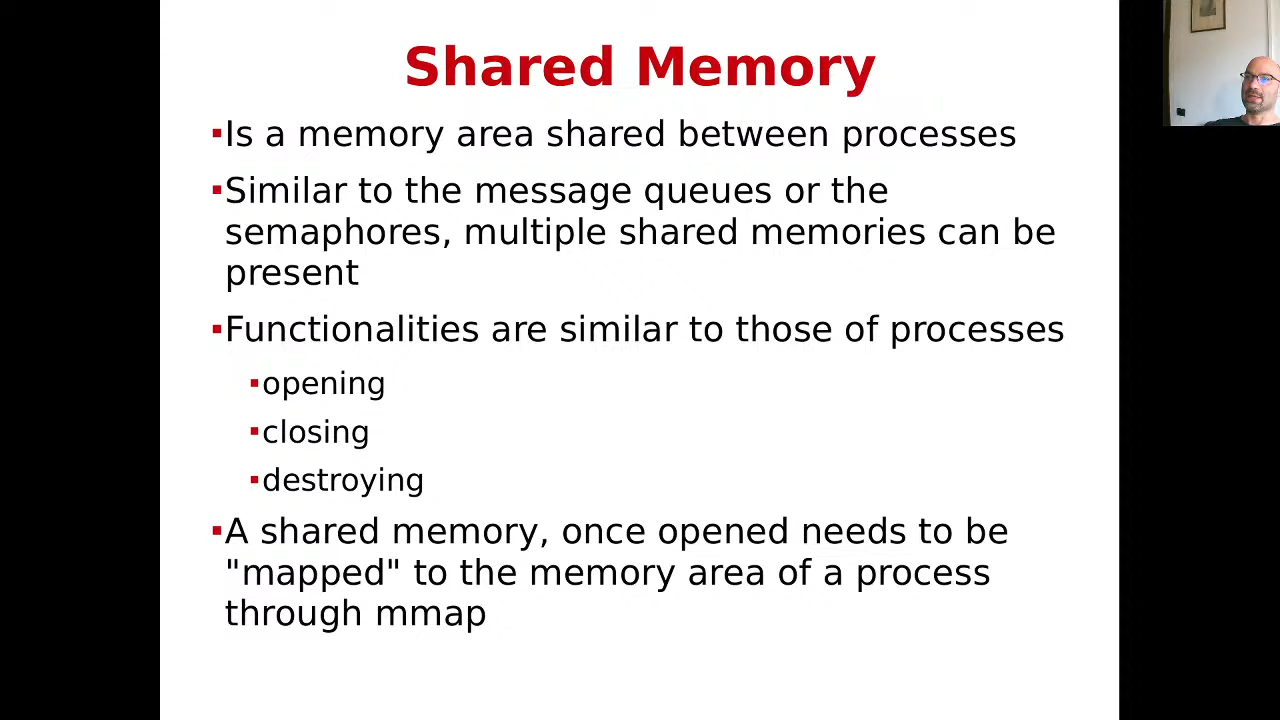 Shared Memory
▪Is a memory area shared between processes
▪Similar to the message queues or the
semaphores, multiple shared memories can be
present
▪Functionalities are similar to those of processes
▪opening
▪closing
▪destroying
▪A shared memory, once opened needs to be
"mapped" to the memory area of a process
through mmap